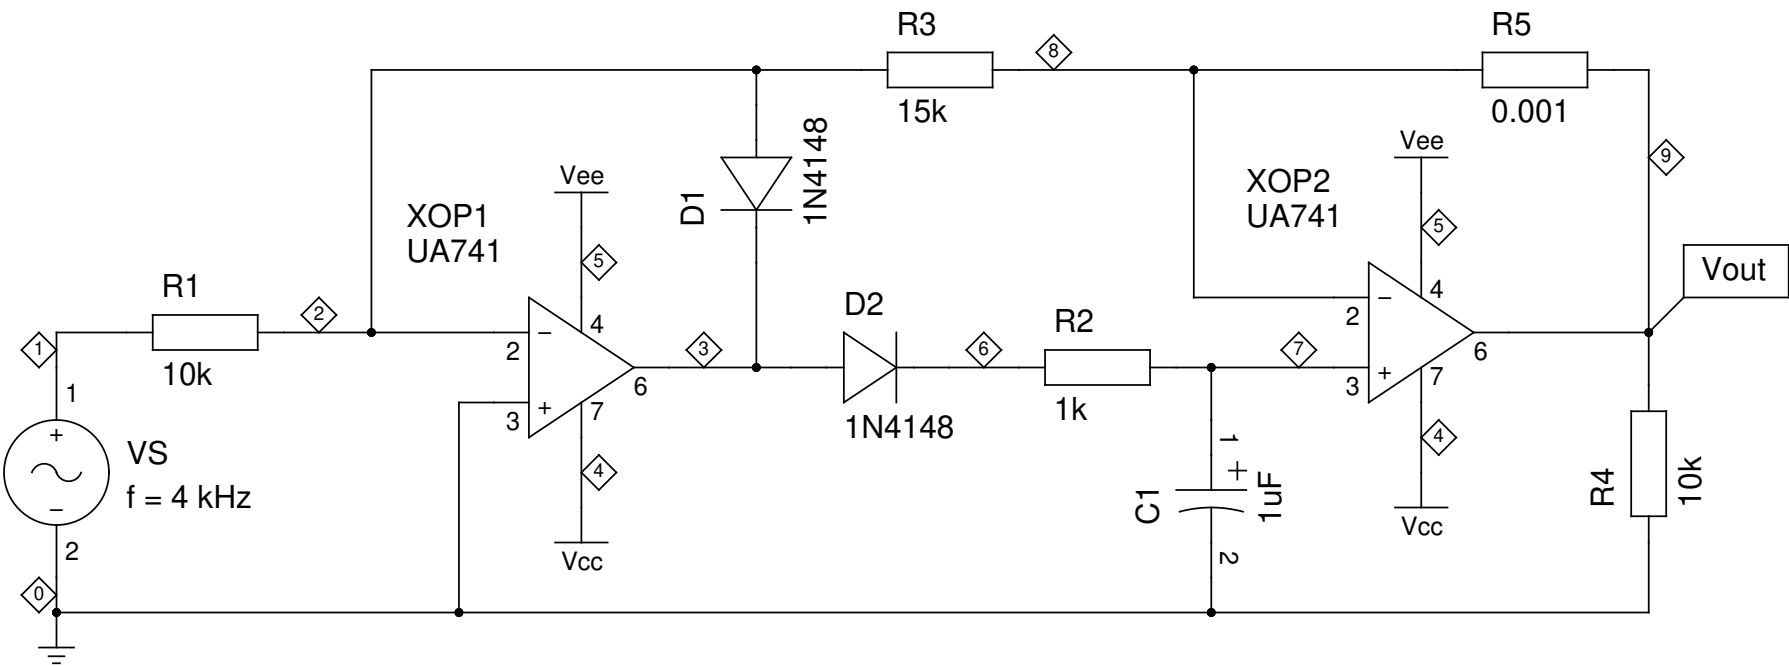 R3
8
R5
15k
0.001
Vee
9
1N4148
Vee
XOP2
UA741
D1
XOP1
UA741
5
5
Vout
R1
2
4
D2
4
R2
2
−
1
−
3
6
7
6
10k
2
6
3
+
7
1
3
+
7
1k
1N4148
4
+
VS
f = 4 kHz
4
1
+
C1
1uF
R4
10k
−
Vcc
2
Vcc
2
0